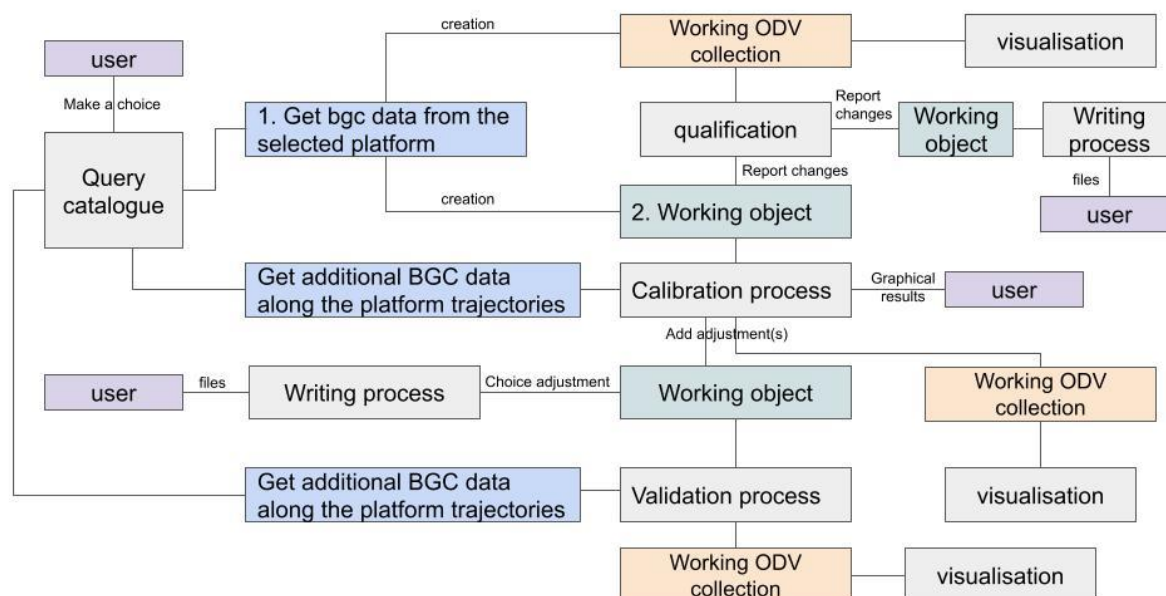 creation
Working ODV
collection
visualisation
user
Make a choice
1. Get bgc data from the
selected platform
qualification
Report
changes
Working
object
Writing
process
Query
catalogue
Report changes
files
creation
2. Working object
user
Get additional BGC data
along the platform trajectories
Calibration process
Graphical
results
user
Add adjustment(s)
user
files
Writing process
Choice adjustment
Working object
Working ODV
collection
Get additional BGC data
along the platform trajectories
Validation process
visualisation
Working ODV
collection
visualisation